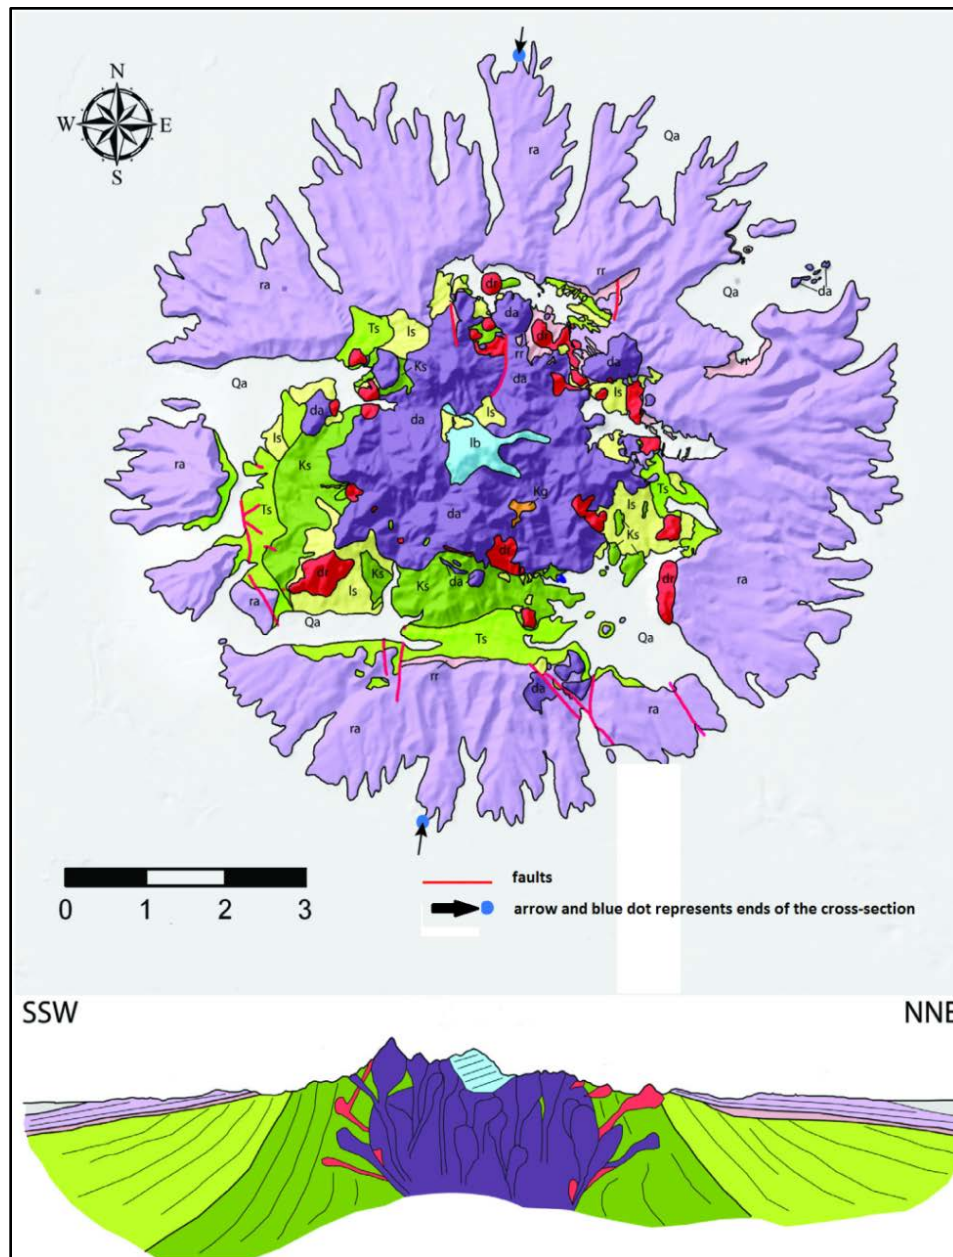 N
W E
S
Qa
ra
rr
dr
Qa
da
ra
da
dr
Ts
ls
rr
da
rr
Ks
da
Qa
ls
da
da
ls
lb
ra
ls
Ks
Kg
Ts
ls
Ts
da
Ks
dr
dr
Ks
Ks
da
dr
ra
ls
ra
Qa
Qa
Ts
rr
da
ra
ra
faults
0 1 2 3
arrow and blue dot represents ends of the cross-section
SSW NNE